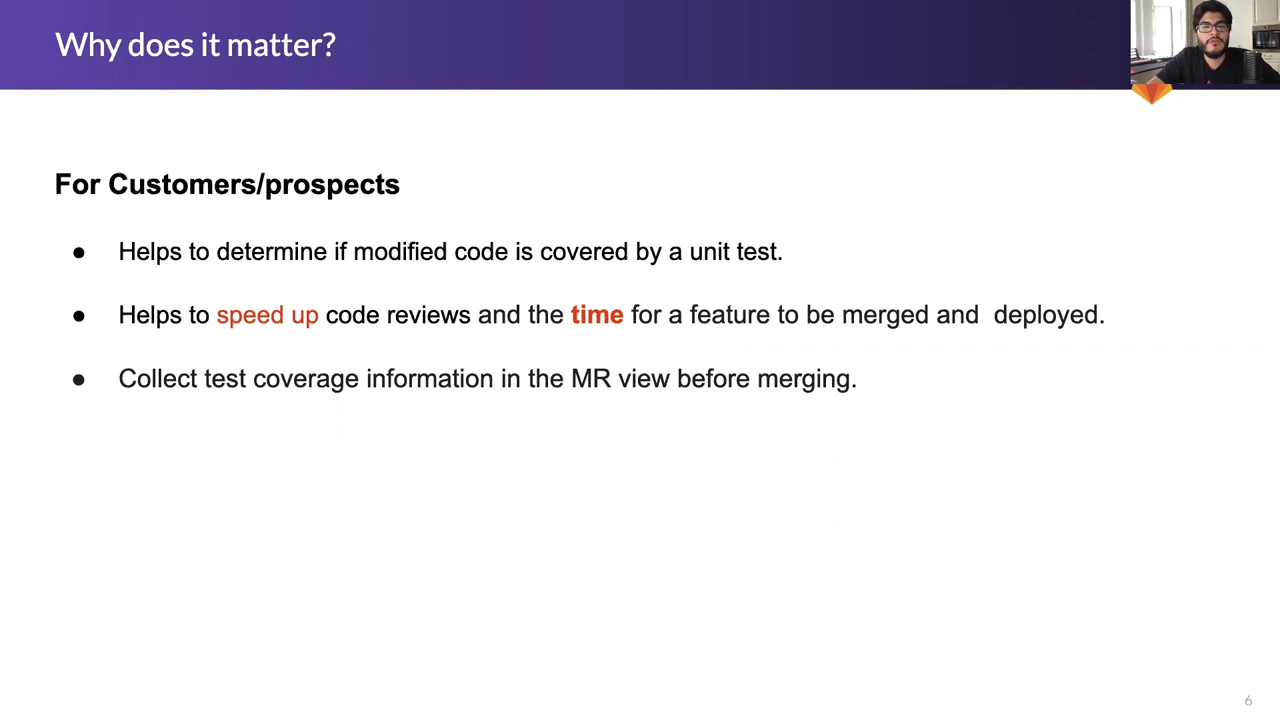 Why does it matter?
For Customers/prospects
● Helps to determine if modified code is covered by a unit test.
● Helps to speed up code reviews and the time for a feature to be merged and  deployed.
● Collect test coverage information in the MR view before merging.
6